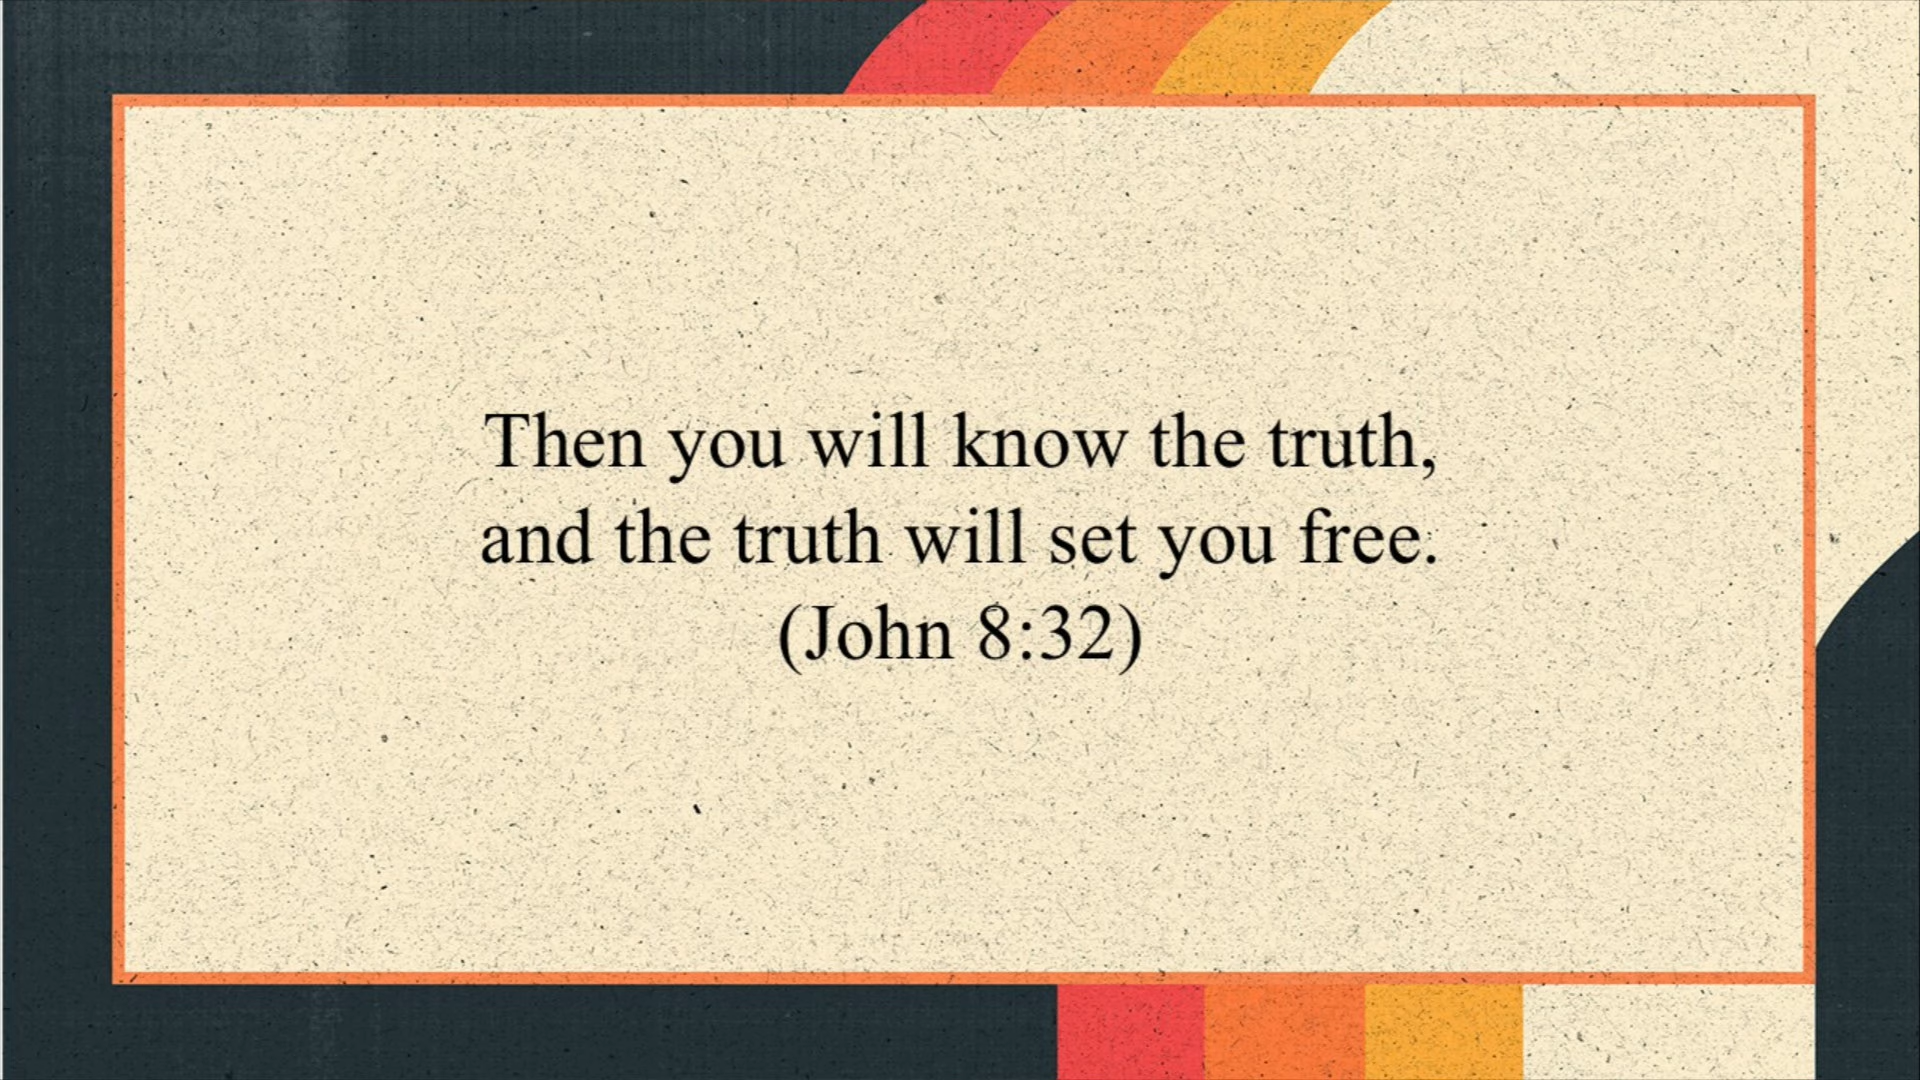 Then you will know the truth,
and the truth will set you free.
(John 8:32)